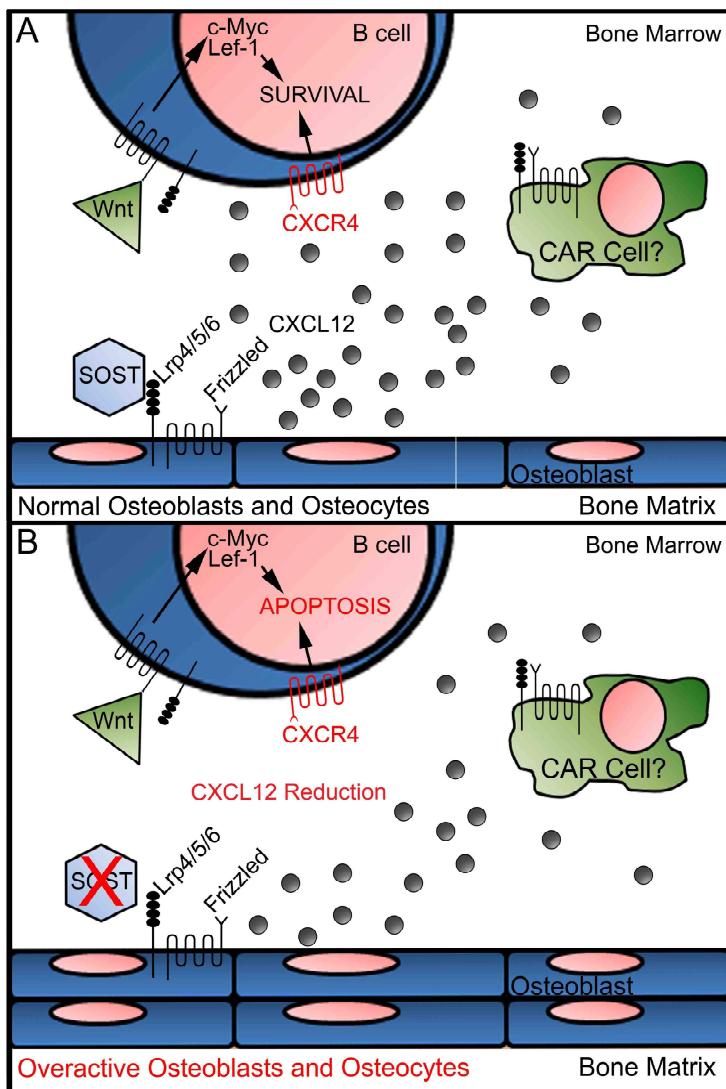 A
c-Myc
Lef-1
B cell
Bone Marrow
SURVIVAL
Wnt
CXCR4
CAR Cell?
CXCL12
SOST
Lrp4/5/6
Frizzled
Osteoblast
Normal Osteoblasts and Osteocytes
Bone Matrix
B
c-Myc
Lef-1
B cell
Bone Marrow
APOPTOSIS
Wnt
CXCR4
CAR Cell?
CXCL12 Reduction
SOST
Lrp4/5/6
Frizzled
Osteoblast
Overactive Osteoblasts and Osteocytes
Bone Matrix